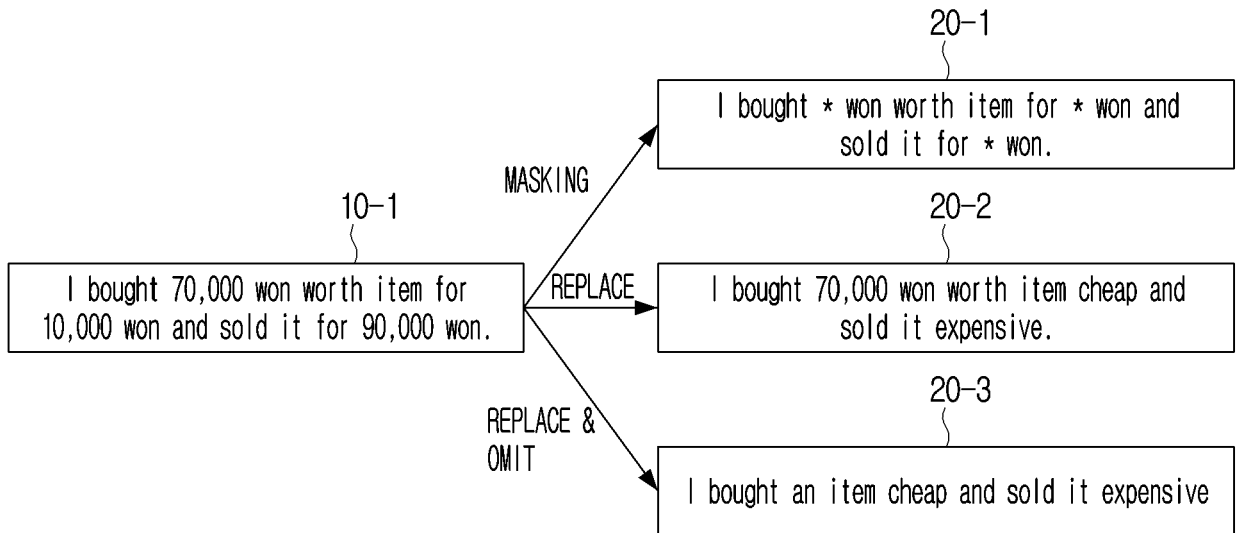 20-1
I bought * won worth item for * won and
sold it for * won.
MASKING
10-1
20-2
I bought 70,000 won worth item for
10,000 won and sold it for 90,000 won.
REPLACE
I bought 70,000 won worth item cheap and
sold it expensive.
20-3
REPLACE &
OMIT
I bought an item cheap and sold it expensive